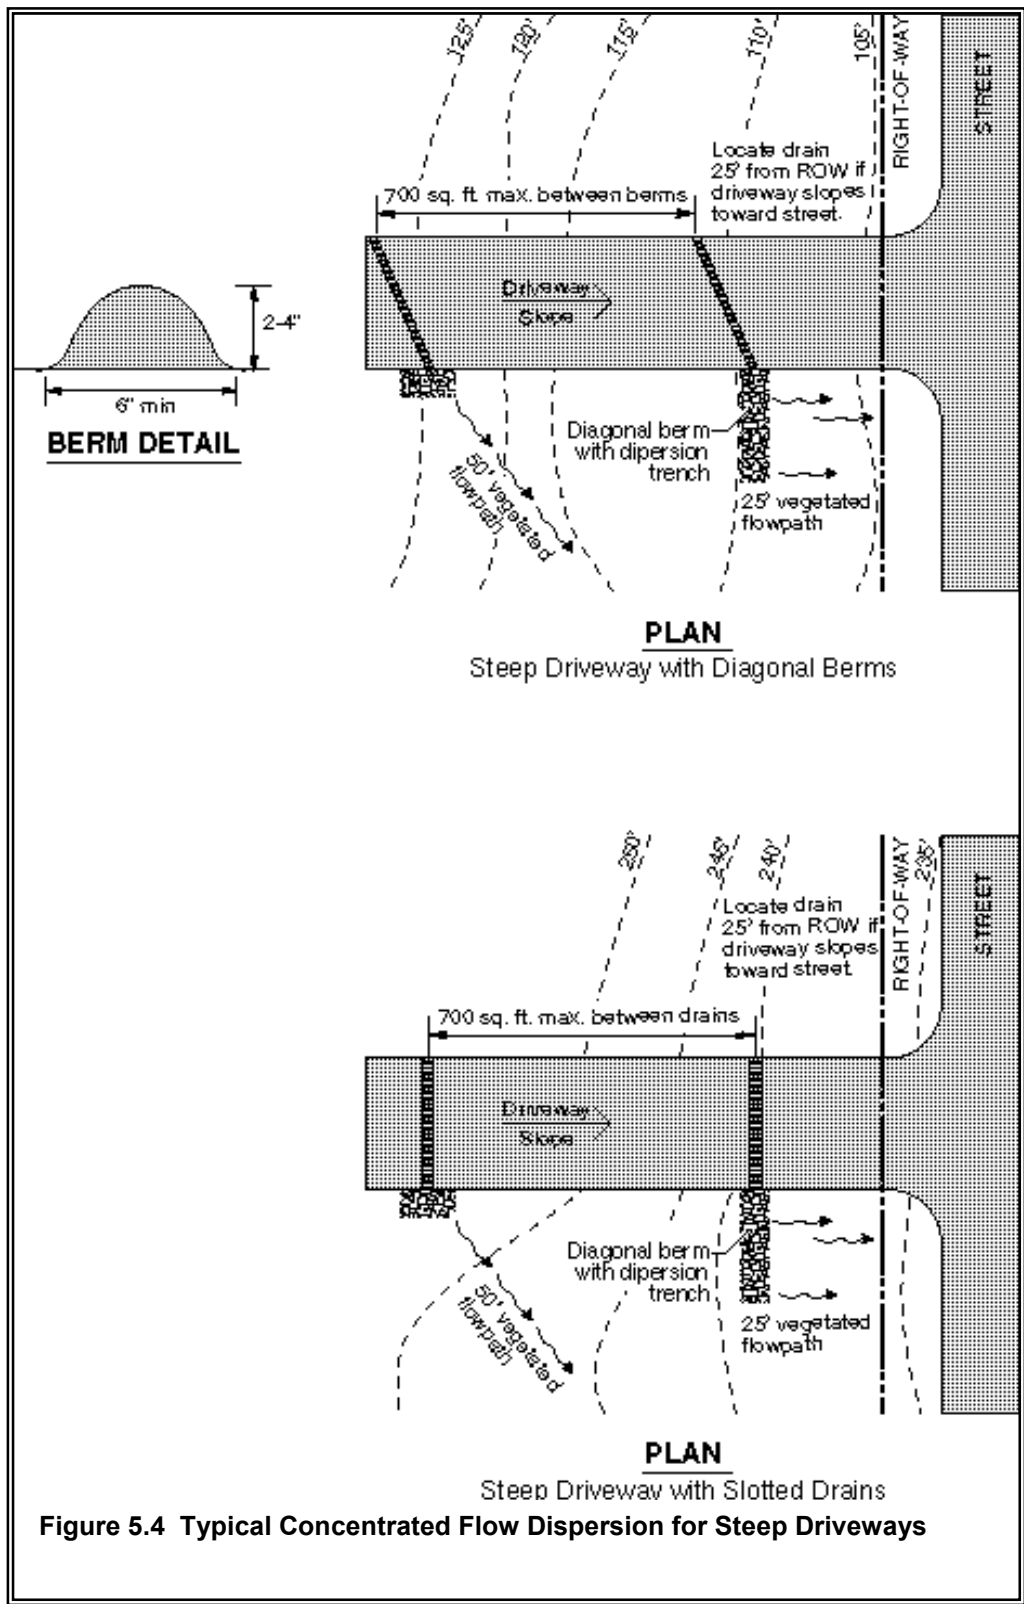 125'
120'
115'
110'
105'
RIGHT-OF-WAY
STREET
Locate drain
25' from ROW if
driveway slopes
toward street.
700 sq. ft. max. between berms
Driveway
Slope
2-4"
6" min
BERM DETAIL
Diagonal berm
with dipersion
trench
50' vegetated
flowpath
25' vegetated
flowpath
PLAN
Steep Driveway with Diagonal Berms
250'
245'
240'
235'
RIGHT-OF-WAY
STREET
Locate drain
25' from ROW if
driveway slopes
toward street.
700 sq. ft. max. between drains
Driveway
Slope
Diagonal berm
with dipersion
trench
50' vegetated
flowpath
25' vegetated
flowpath
PLAN
Steep Driveway with Slotted Drains
Figure 5.4 Typical Concentrated Flow Dispersion for Steep Driveways